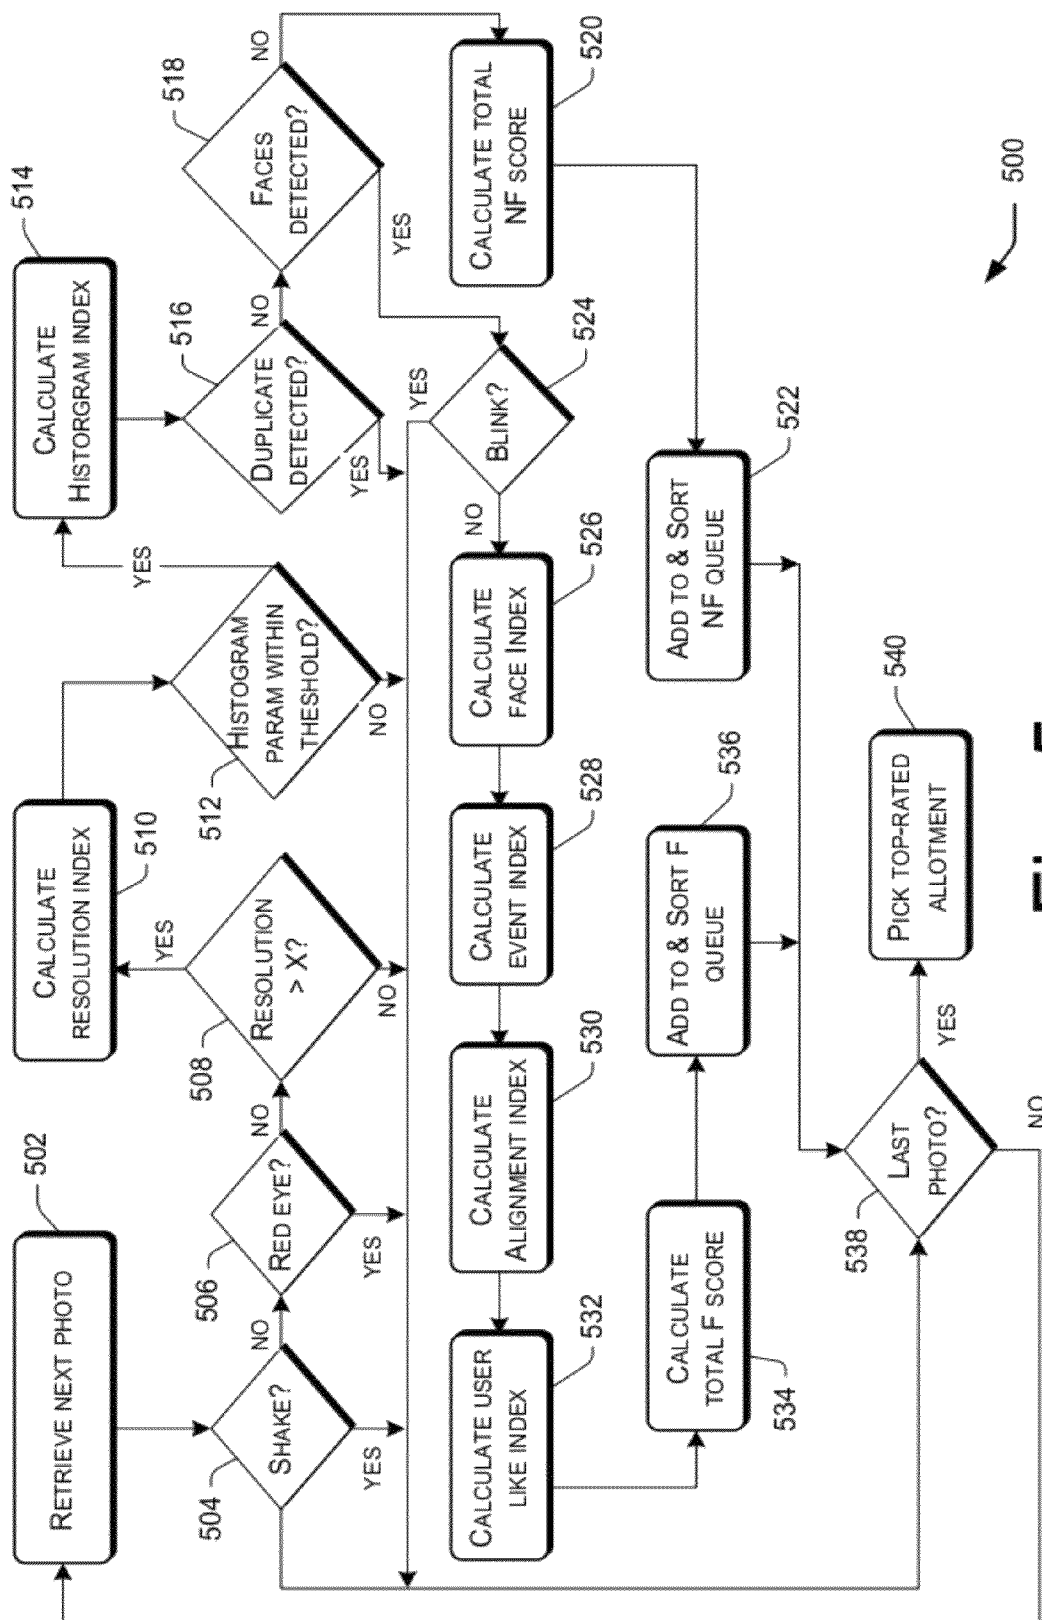 502
RETRIEVE NEXT PHOTO
504
SHAKE?
NO
YES
506
RED EYE?
NO
YES
508
RESOLUTION
> X?
YES
NO
CALCULATE
RESOLUTION INDEX
510
512
HISTOGRAM
PARAM WITHIN
THESHOLD?
YES
NO
514
CALCULATE
HISTORGRAM INDEX
516
DUPLICATE
DETECTED?
NO
YES
518
FACES
DETECTED?
NO
YES
520
CALCULATE TOTAL
NF SCORE
522
ADD TO & SORT
NF QUEUE
524
BLINK?
YES
NO
526
CALCULATE
FACE INDEX
528
CALCULATE
EVENT INDEX
530
CALCULATE
ALIGNMENT INDEX
532
CALCULATE USER
LIKE INDEX
534
CALCULATE
TOTAL F SCORE
536
ADD TO & SORT F
QUEUE
538
LAST
PHOTO?
YES
NO
540
PICK TOP-RATED
ALLOTMENT
500